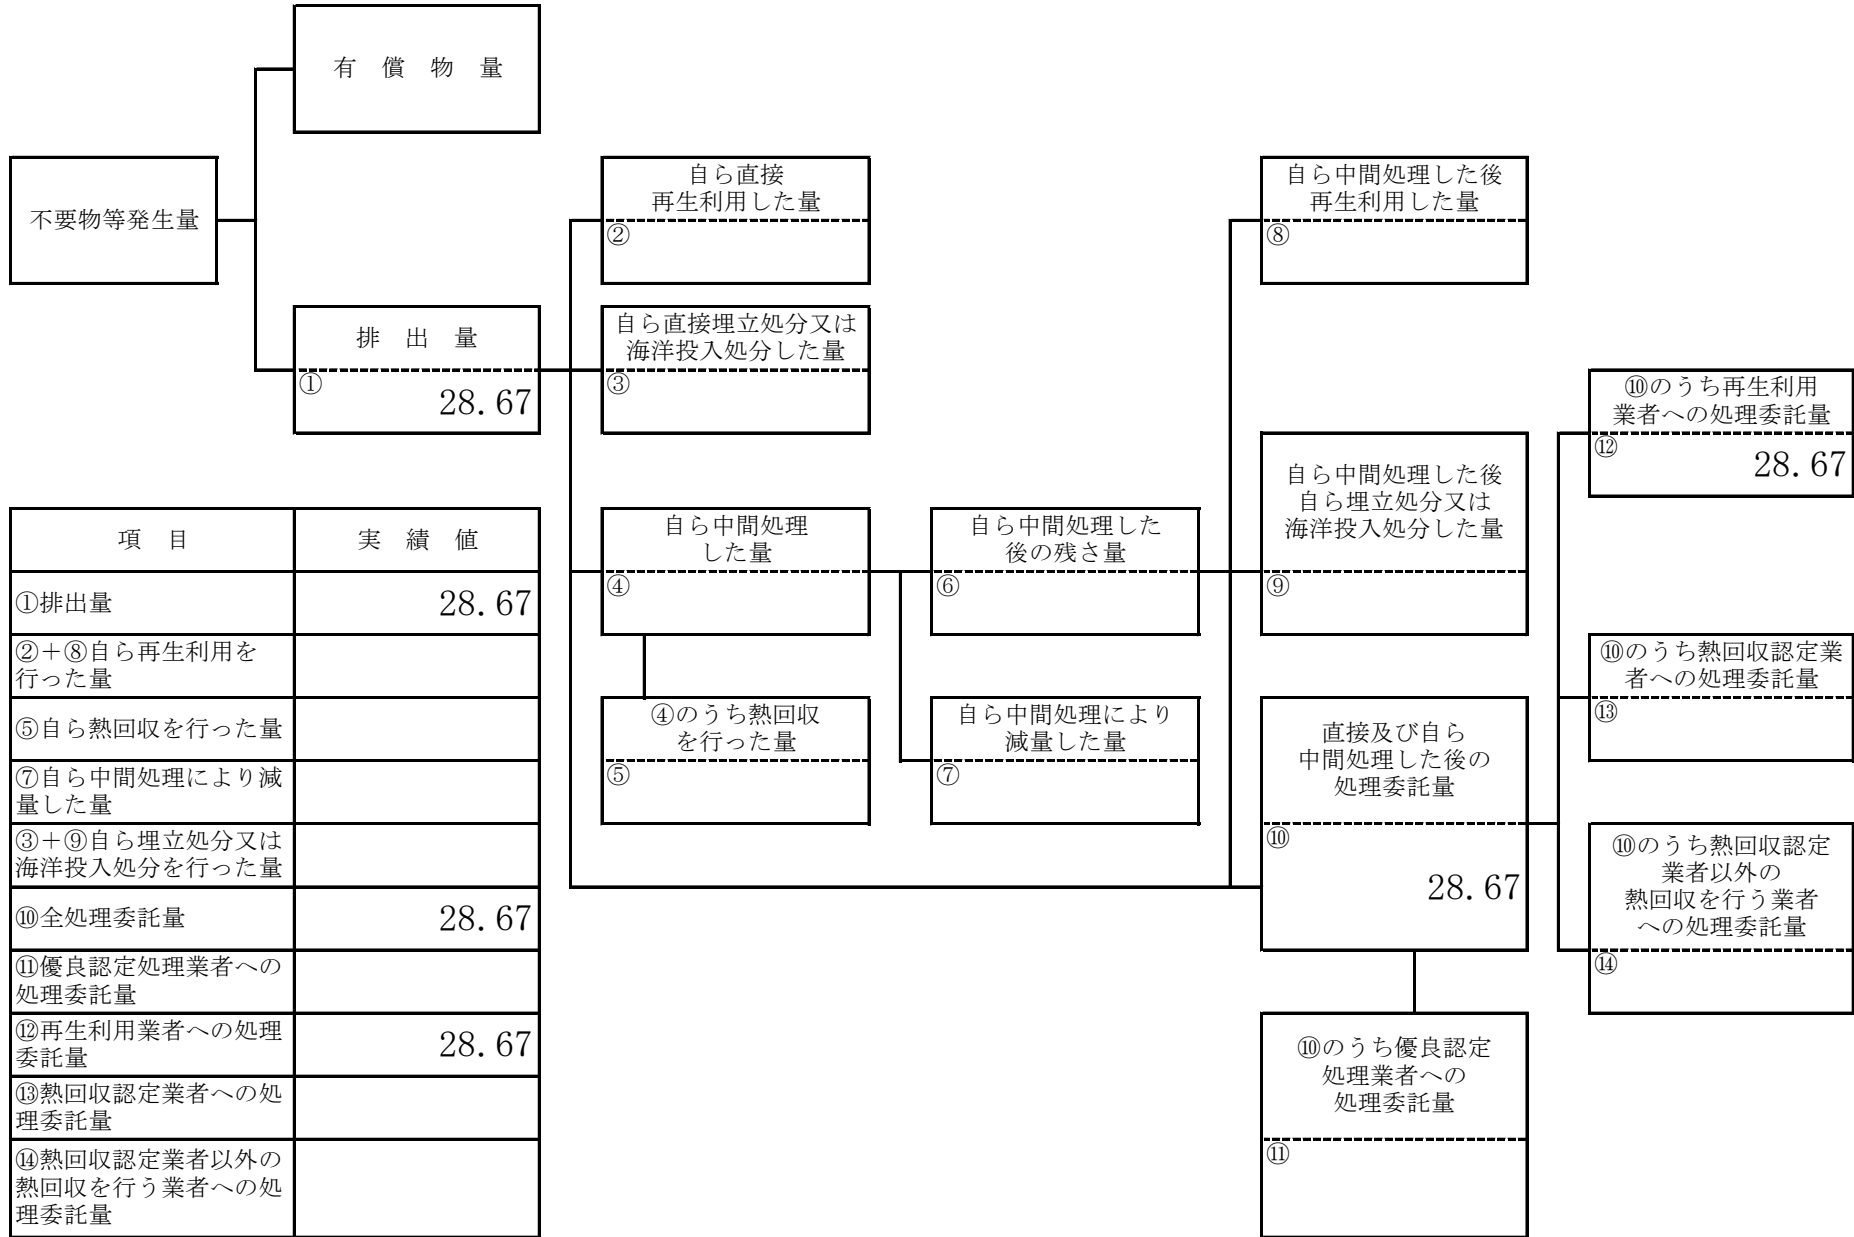 有　償　物　量
不要物等発生量
排　出　量
①
28.67
自ら直接
再生利用した量
②
自ら直接埋立処分又は
海洋投入処分した量
③
自ら中間処理
した量
④
④のうち熱回収
を行った量
⑤
自ら中間処理した
後の残さ量
⑥
自ら中間処理により
減量した量
⑦
自ら中間処理した後
再生利用した量
⑧
自ら中間処理した後
自ら埋立処分又は
海洋投入処分した量
⑨
直接及び自ら
中間処理した後の
処理委託量
⑩
28.67
⑩のうち優良認定
処理業者への
処理委託量
⑪
⑩のうち再生利用
業者への処理委託量
⑫
28.67
⑩のうち熱回収認定業
者への処理委託量
⑬
⑩のうち熱回収認定
業者以外の
熱回収を行う業者
への処理委託量
⑭
項　目
実　績　値
①排出量
28.67
②＋⑧自ら再生利用を
行った量
⑤自ら熱回収を行った量
⑦自ら中間処理により減
量した量
③＋⑨自ら埋立処分又は
海洋投入処分を行った量
⑩全処理委託量
28.67
⑪優良認定処理業者への
処理委託量
⑫再生利用業者への処理
委託量
28.67
⑬熱回収認定業者への処
理委託量
⑭熱回収認定業者以外の
熱回収を行う業者への処
理委託量